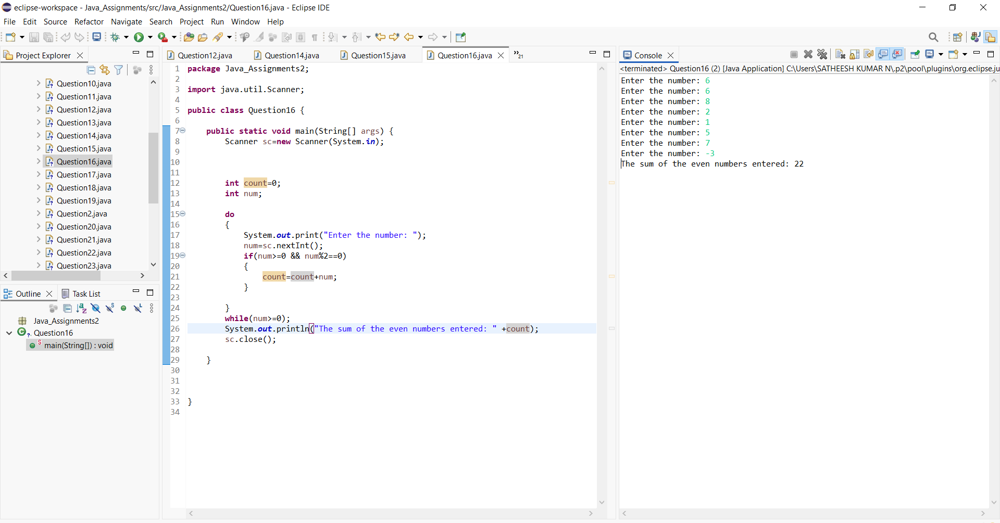 eclipse-workspace - Java_Assignments/src/Java_Assignments2/Question16.java - Eclipse IDE
File Edit Source Refactor Navigate Search Project Run Window Help
Project Explorer
Question10.java
Question11.java
Question12.java
Question13.java
Question14.java
Question15.java
Question16.java
Question17.java
Question18.java
Question19.java
Question2.java
Question20.java
Question21.java
Question22.java
Question23.java
Outline Task List
Java_Assignments2
Question16
main(String[]) : void
Question12.java Question14.java Question15.java Question16.java »21
1 package Java_Assignments2;
2
3 import java.util.Scanner;
4
5 public class Question16 {
6
7 public static void main(String[] args) {
8 Scanner sc=new Scanner(System.in);
9
10
11
12 int count=0;
13 int num;
14
15 do
16 {
17 System.out.print("Enter the number: ");
18 num=sc.nextInt();
19 if(num>=0 && num%2==0)
20 {
21 count=count+num;
22 }
23
24 }
25 while(num>=0);
26 System.out.println("The sum of the even numbers entered: " +count);
27 sc.close();
28
29 }
30
31
32
33 }
34
Console
<terminated> Question16 (2) [Java Application] C:\Users\SATHEESH KUMAR N\.p2\pool\plugins\org.eclipse.ju
Enter the number: 6
Enter the number: 6
Enter the number: 8
Enter the number: 2
Enter the number: 1
Enter the number: 5
Enter the number: 7
Enter the number: -3
The sum of the even numbers entered: 22